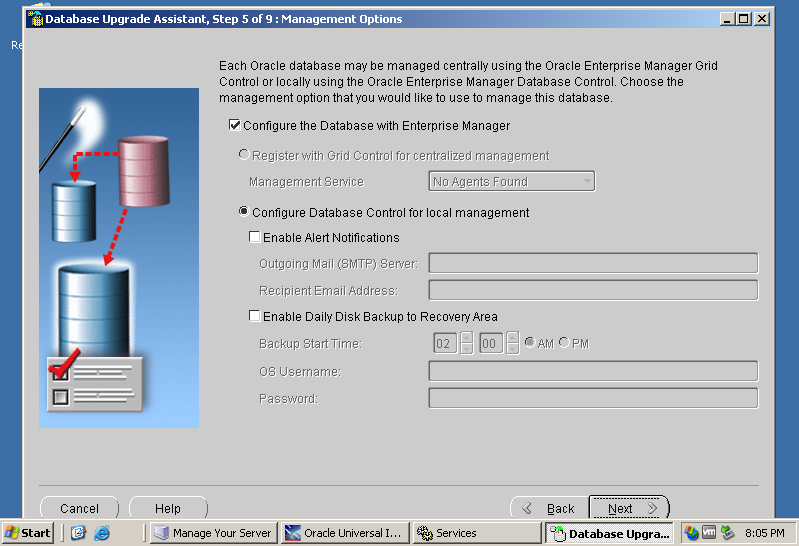 Database Upgrade Assistant, Step 5 of 9 : Management Options
Re
Each Oracle database may be managed centrally using the Oracle Enterprise Manager Grid
Control or locally using the Oracle Enterprise Manager Database Control. Choose the
management option that you would like to use to manage this database.
Configure the Database with Enterprise Manager
Register with Grid Control for centralized management
Management Service No Agents Found
Configure Database Control for local management
Enable Alert Notifications
Outgoing Mail (SMTP) Server:
Recipient Email Address:
Enable Daily Disk Backup to Recovery Area
Backup Start Time: 02 00 AM PM
OS Username:
Password:
Cancel Help Back Next
Start Manage Your Server Oracle Universal I... Services Database Upgra... vm 8:05 PM